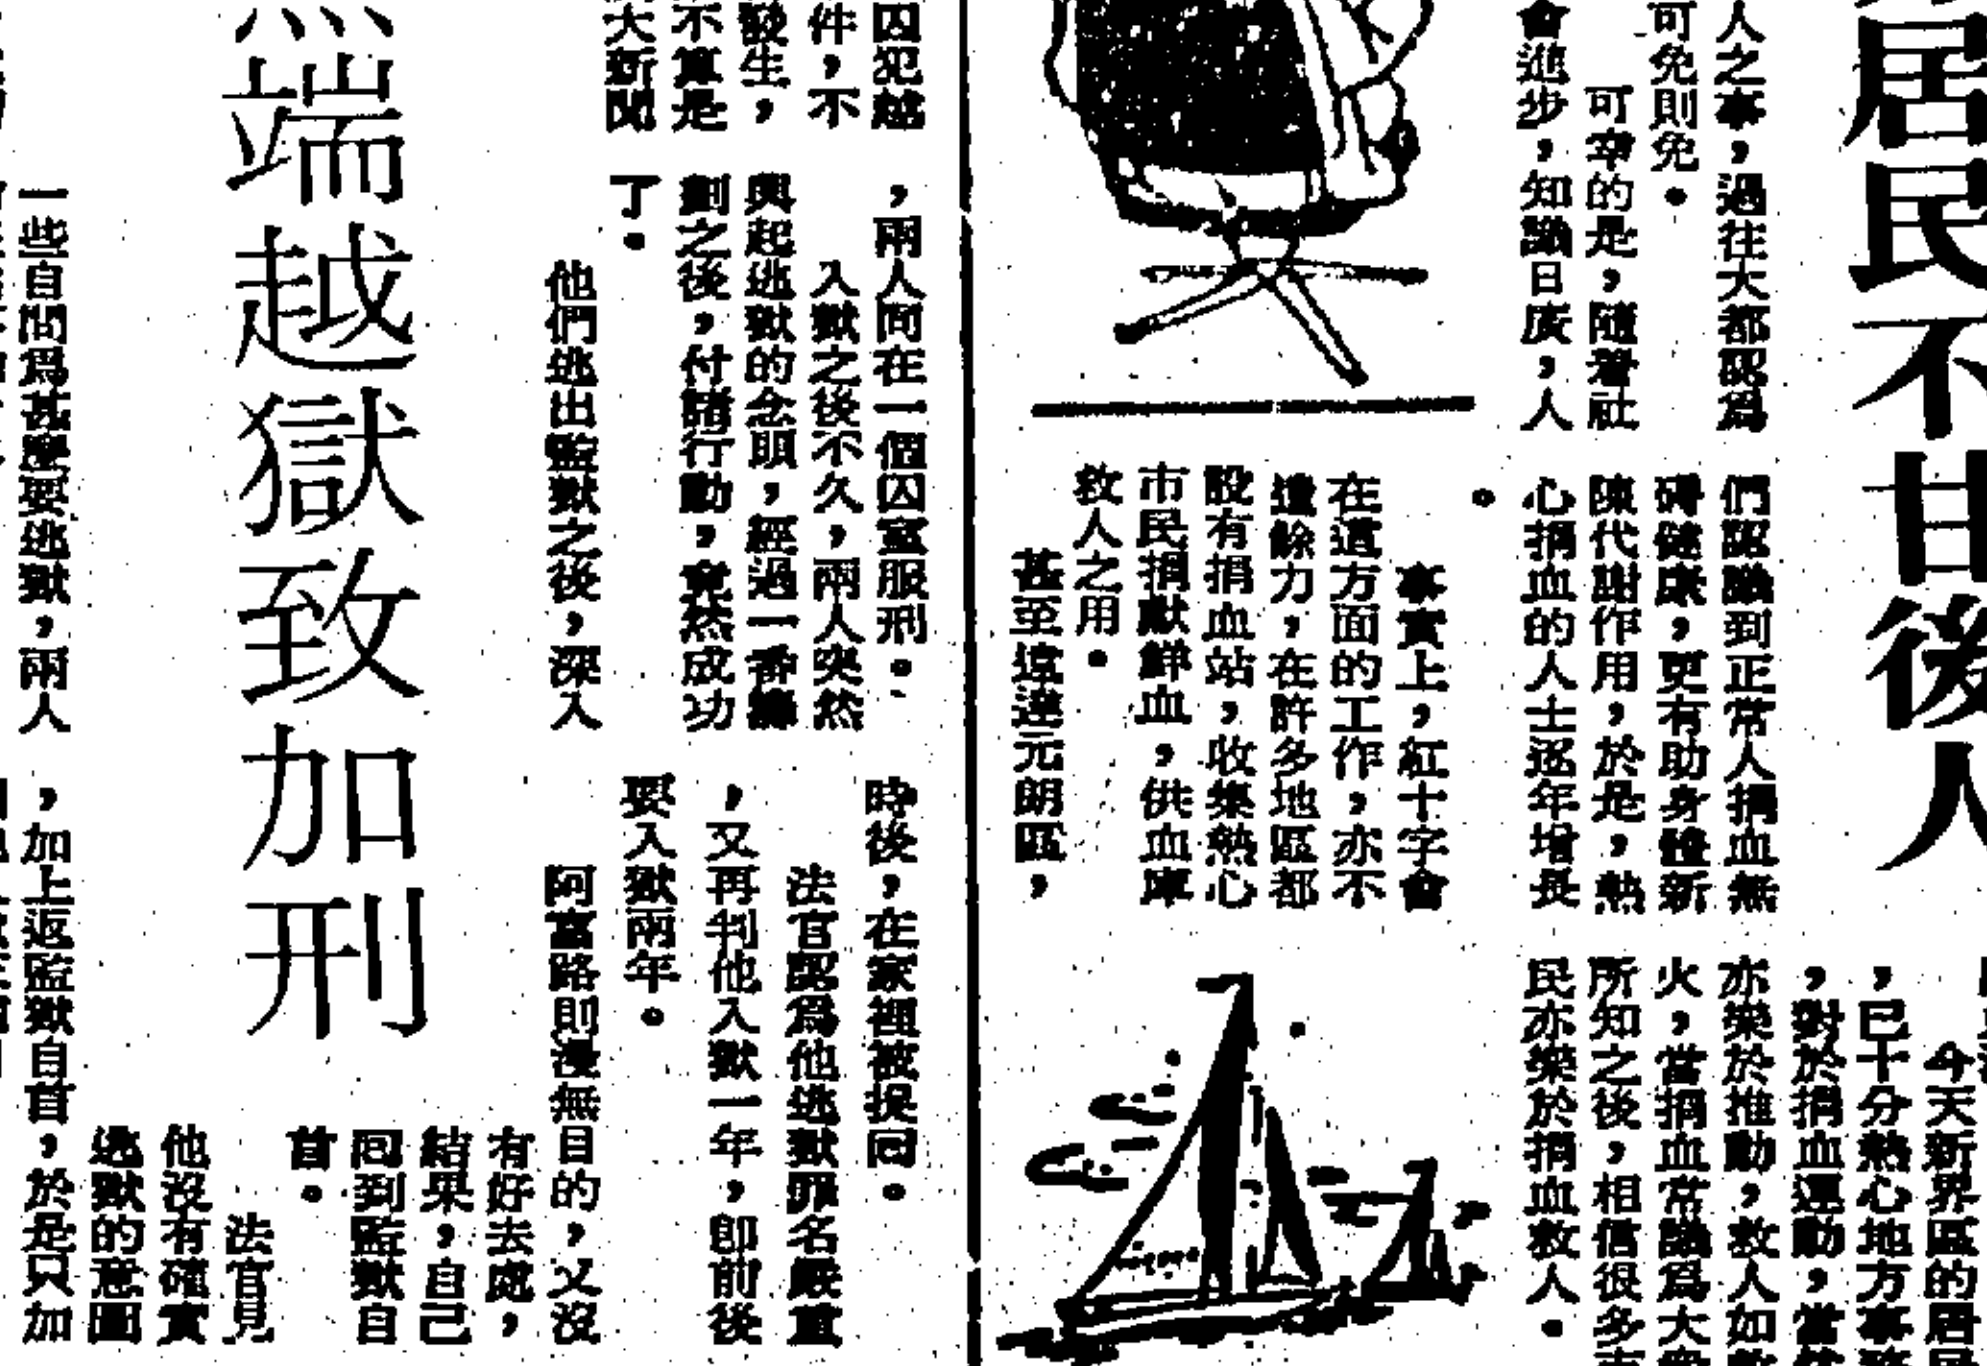 居民不甘後人
人之事，過往大都認爲
可免則免。
可幸的是，隨着社
會進步，知識日廣，人
們認識到正常人捐血無
礙健康，更有助身體新
陳代謝作用，於是，熱
心捐血的人士逐年增長
。
事實上，紅十字會
在這方面的工作，亦不
遺餘力，在許多地區都
設有捐血站，收集熱心
市民捐獻鮮血，供血庫
救人之用。
甚至遠達元朗區，
今天新界區的居
，已十分熱心地方事
，對於捐血運動，當
亦樂於推動，救人如
火，當捐血常識爲大
所知之後，相信很多
民亦樂於捐血救人。
端越獄致加刑
囚犯越
件，不
發生，
不算是
大新聞
，兩人同在一個囚室服刑。
入獄之後不久，兩人突然
興起逃獄的念頭，經過一番籌
劃之後，付諸行動，竟然成功
了。
他們逃出監獄之後，深入
一些自問爲甚麼要逃獄，兩人
時後，在家裡被捉回。
法官認爲他逃獄罪名嚴重
，又再判他入獄一年，即前後
要入獄兩年。
阿富路則漫無目的，又沒
有好去處，
結果，自己
回到監獄自
首。
法官見
他沒有確實
逃獄的意圖
，加上返監獄自首，於是只加